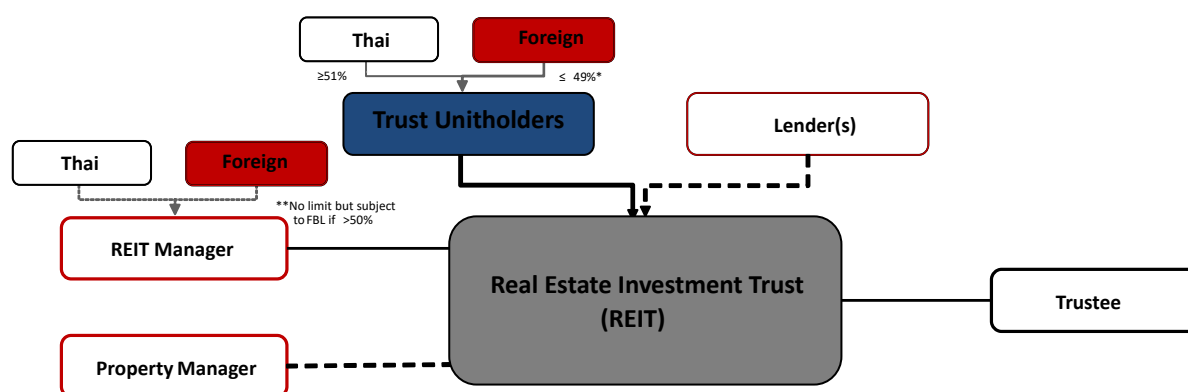 Thai
Foreign
≥51%
≤ 49%*
Trust Unitholders
Lender(s)
Thai
Foreign
**No limit but subject
to FBL if >50%
REIT Manager
Real Estate Investment Trust
(REIT)
Trustee
Property Manager